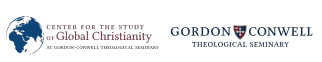 CENTER FOR THE STUDY
OF Global Christianity
AT GORDON-CONWELL THEOLOGICAL SEMINARY
GORDON CONWELL
THEOLOGICAL SEMINARY